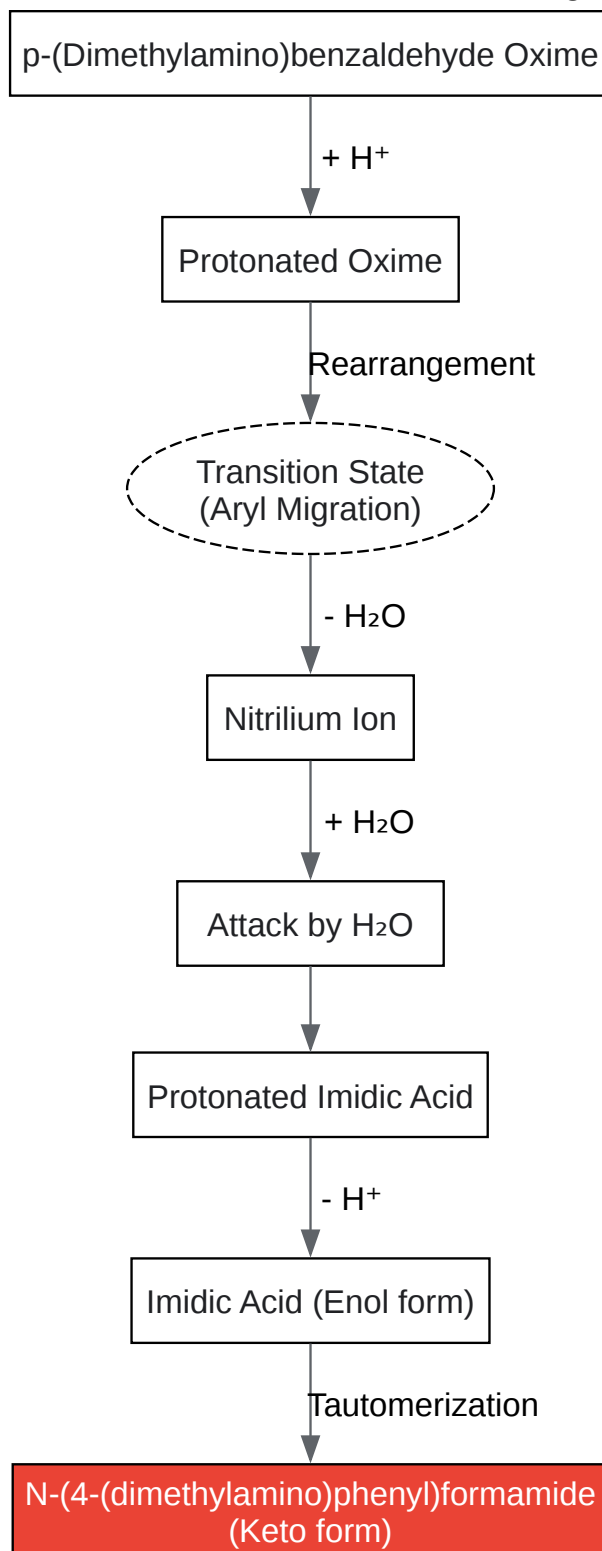 p-(Dimethylamino)benzaldehyde Oxime
+ H⁺
Protonated Oxime
Rearrangement
Transition State
(Aryl Migration)
- H₂O
Nitrilium Ion
+ H₂O
Attack by H₂O
Protonated Imidic Acid
- H⁺
Imidic Acid (Enol form)
Tautomerization
N-(4-(dimethylamino)phenyl)formamide
(Keto form)